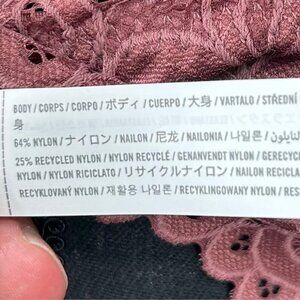 BODY / CORPS / CORPO / ボディ / CUERPO / 大身 / VARTALO / STŘEDNÍ
身
64% NYLON / ナイロン / NAILON / 尼龙 / NAILONIA / 나일론 / نايلون
25% RECYCLED NYLON / NYLON RECYCLÉ / GENANVENDT NYLON / GERECYC
NYLON / NYLON RICICLATO / リサイクルナイロン / NAILON RECICLAD
RECYKLOVANÝ NYLON / 재활용 나일론 / RECYKLINGOWANY NYLON / RES